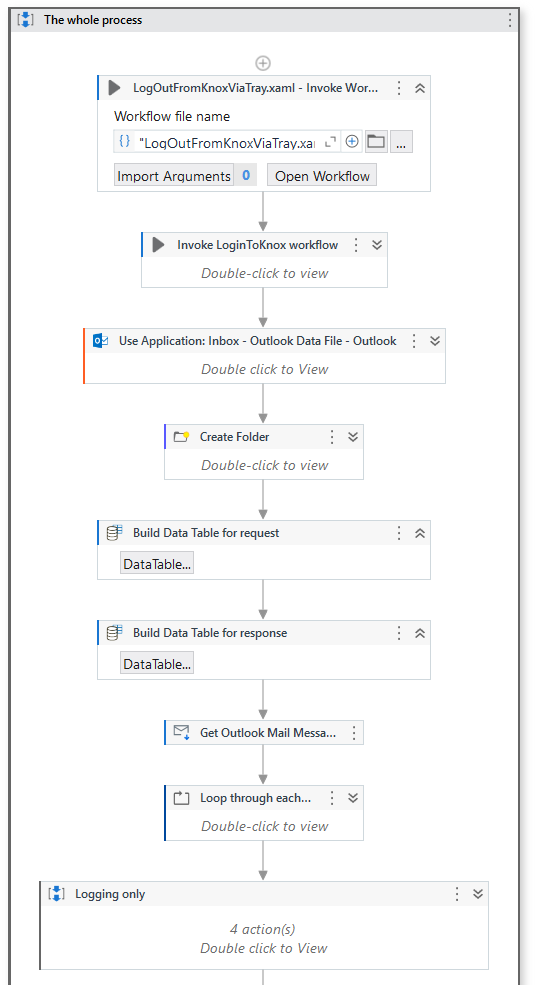 The whole process
LogOutFromKnoxViaTray.xaml - Invoke Wor...
Workflow file name
"LogOutFromKnoxViaTray.xa
...
Import Arguments 0 Open Workflow
Invoke LoginToKnox workflow
Double-click to view
Use Application: Inbox - Outlook Data File - Outlook
Double click to View
Create Folder
Double-click to view
Build Data Table for request
DataTable...
Build Data Table for response
DataTable...
Get Outlook Mail Messa...
Loop through each...
Double-click to view
Logging only
4 action(s)
Double click to View